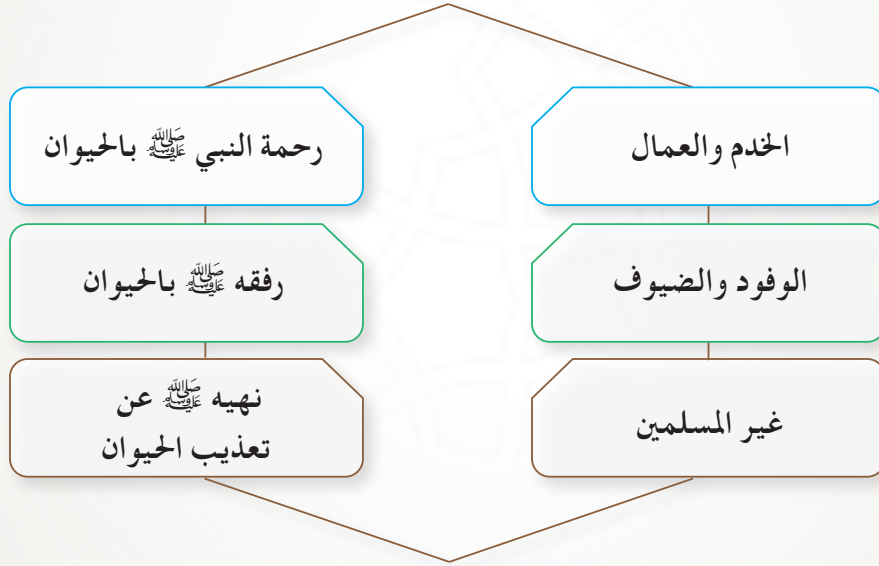 الخدم والعمال
رحمة النبي ﷺ بالحيوان
الوفود والضيوف
رفقه ﷺ بالحيوان
غير المسلمين
نهيه ﷺ عن
تعذيب الحيوان